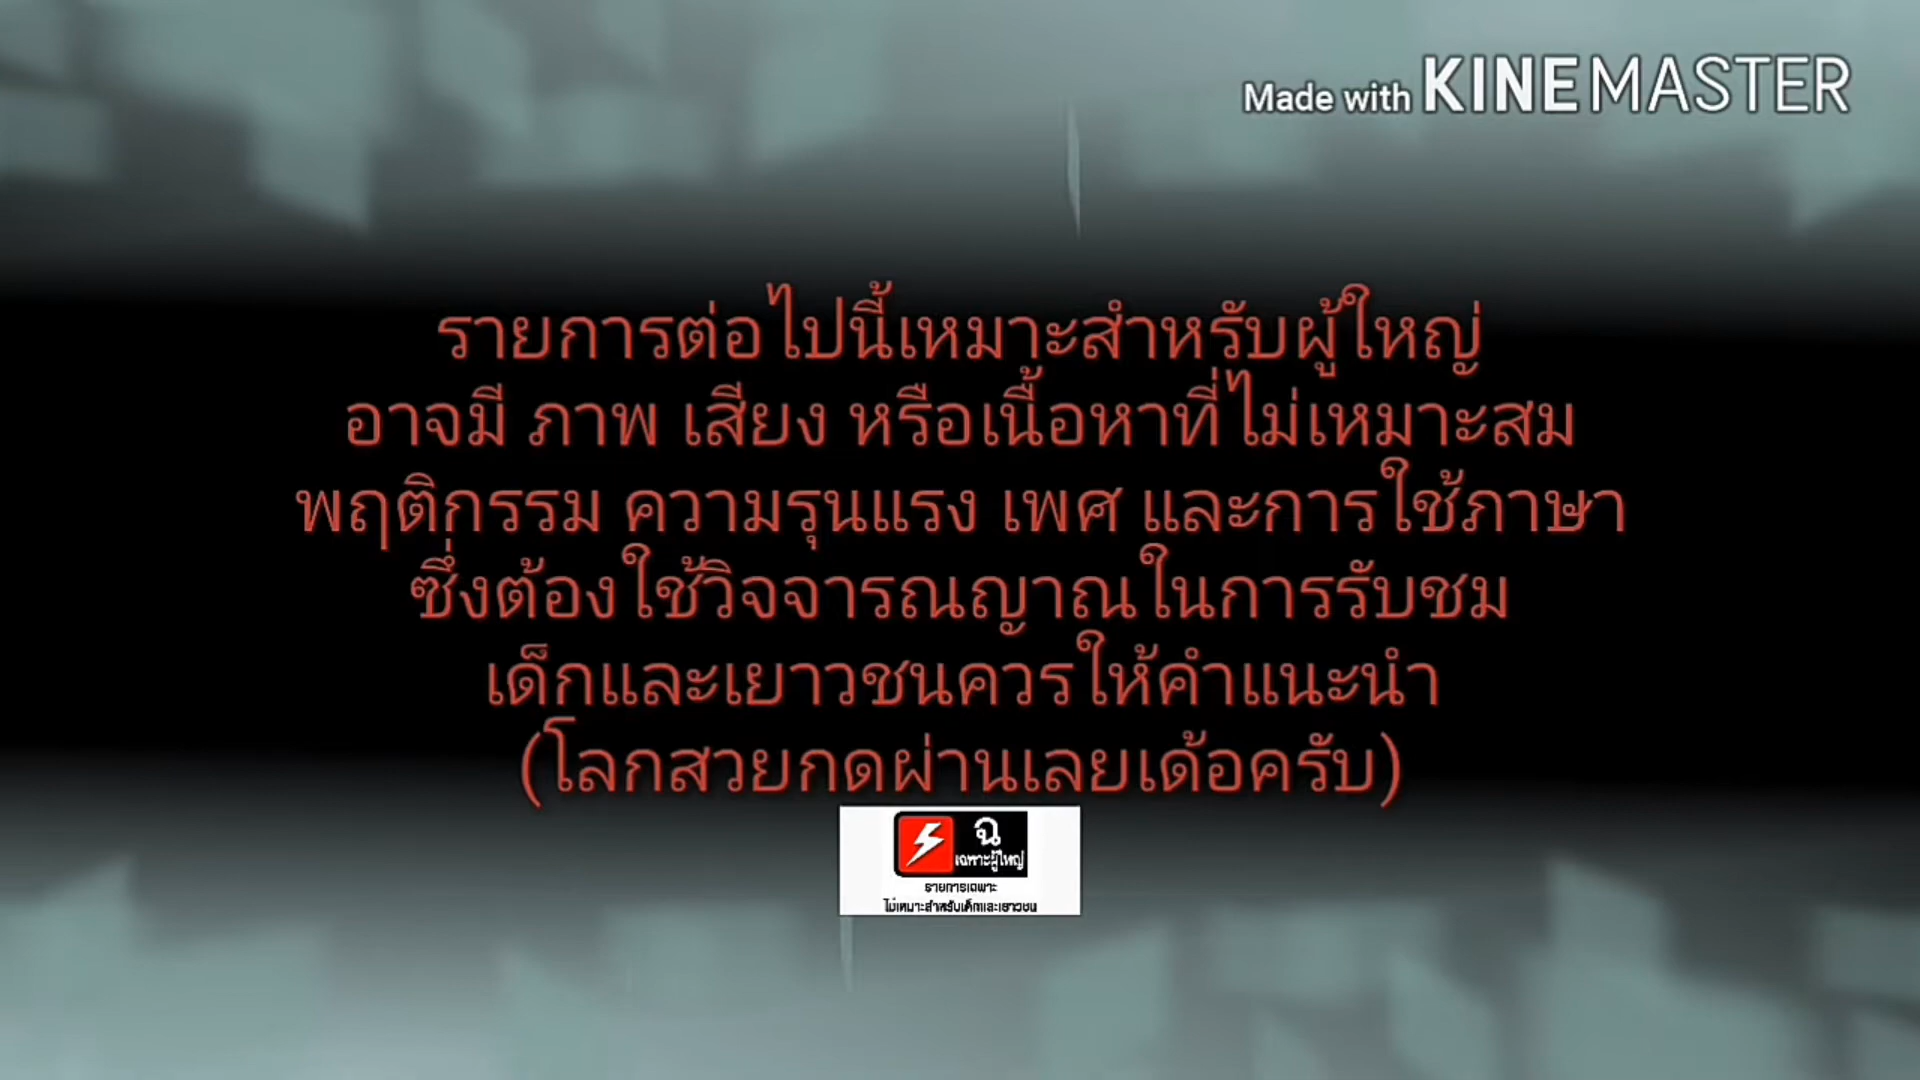 Made with KINEMASTER
รายการต่อไปนี้เหมาะสำหรับผู้ใหญ่
อาจมี ภาพ เสียง หรือเนื้อหาที่ไม่เหมาะสม
พฤติกรรม ความรุนแรง เพศ และการใช้ภาษา
ซึ่งต้องใช้วิจจารณญาณในการรับชม
เด็กและเยาวชนควรให้คำแนะนำ
(โลกสวยกดผ่านเลยเด้อครับ)
ฉ
เฉพาะผู้ใหญ่
รายการเฉพาะ
ไม่เหมาะสำหรับเด็กและเยาวชน